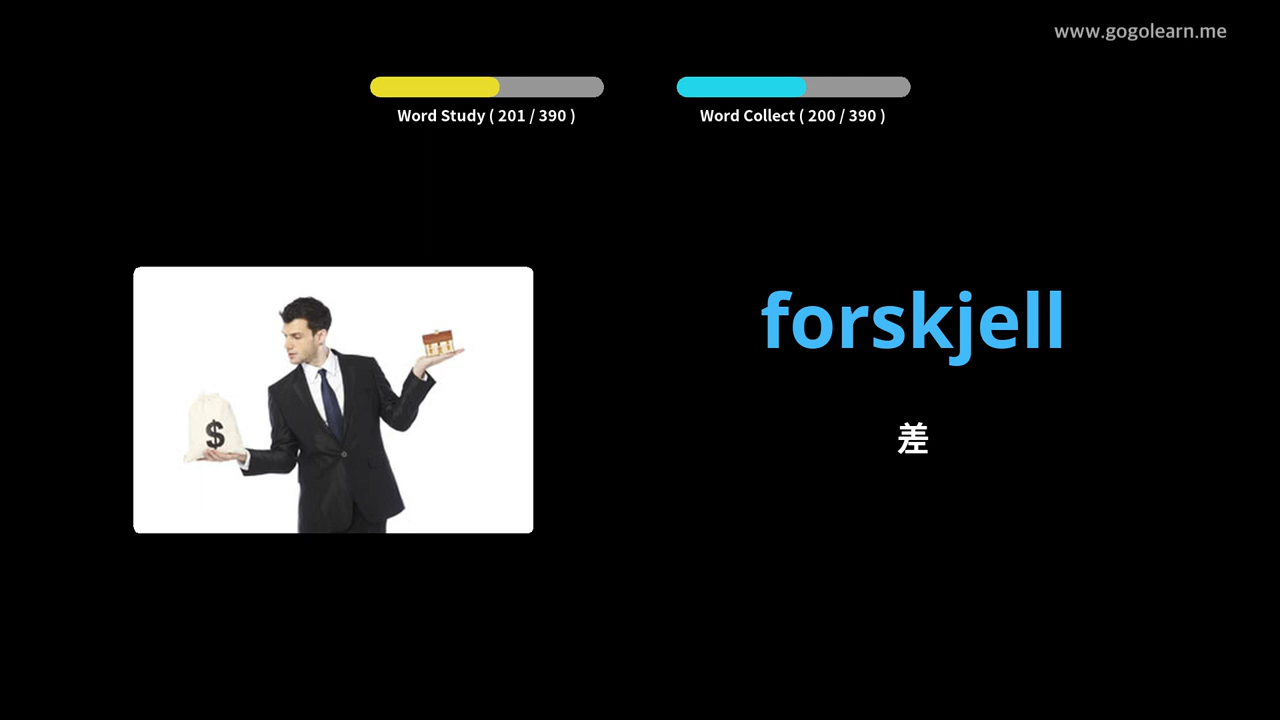 www.gogolearn.me
Word Study ( 201 / 390 )
Word Collect ( 200 / 390 )
forskjell
差
$